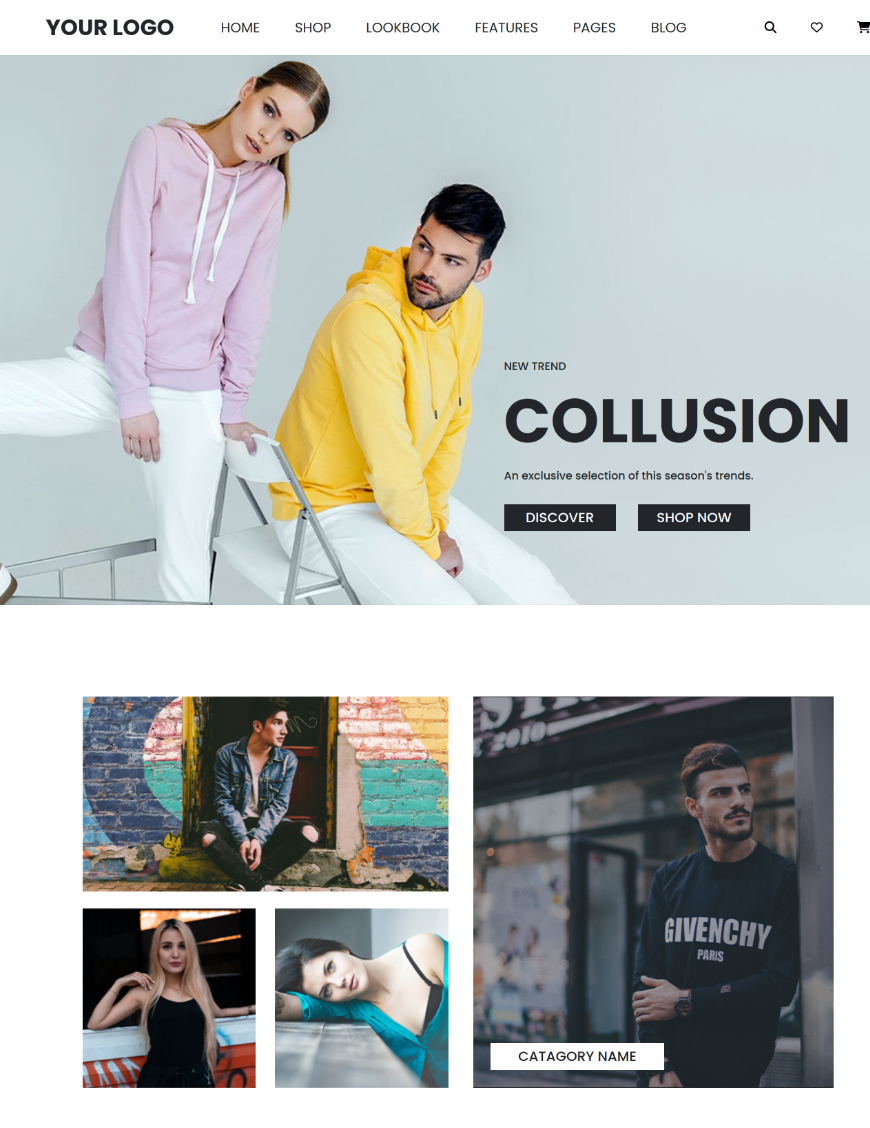 YOUR LOGO
HOME SHOP LOOKBOOK FEATURES PAGES BLOG
NEW TREND
COLLUSION
An exclusive selection of this season's trends.
DISCOVER SHOP NOW
2010
GIVENCHY
PARIS
CATAGORY NAME